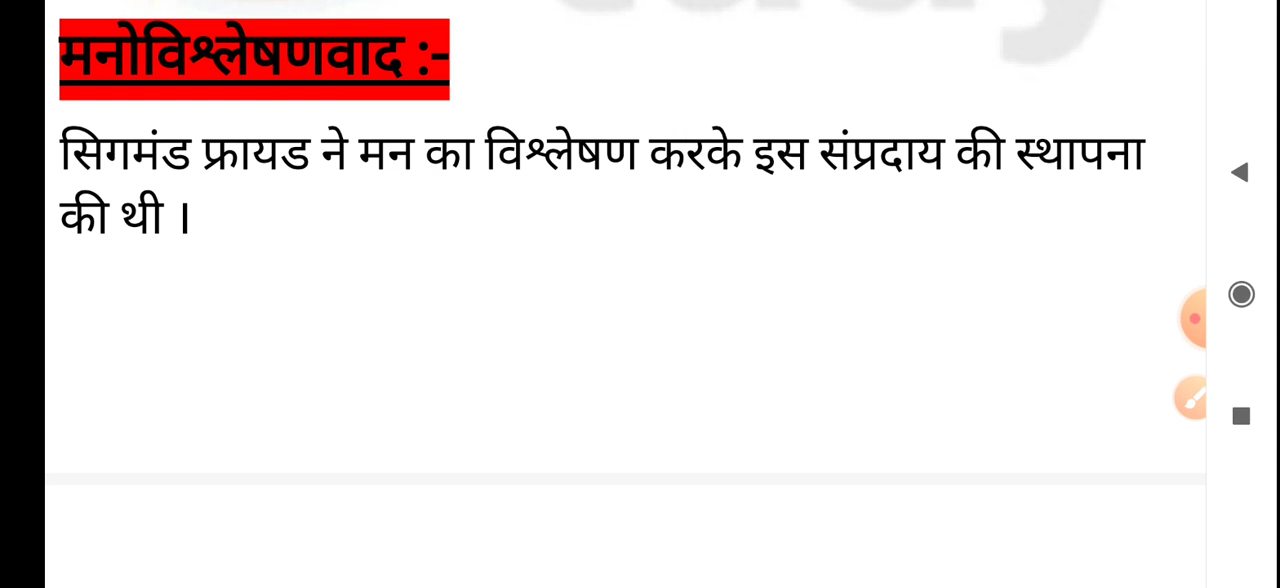 मनोविश्लेषणवाद :-
सिगमंड फ्रायड ने मन का विश्लेषण करके इस संप्रदाय की स्थापना
की थी ।